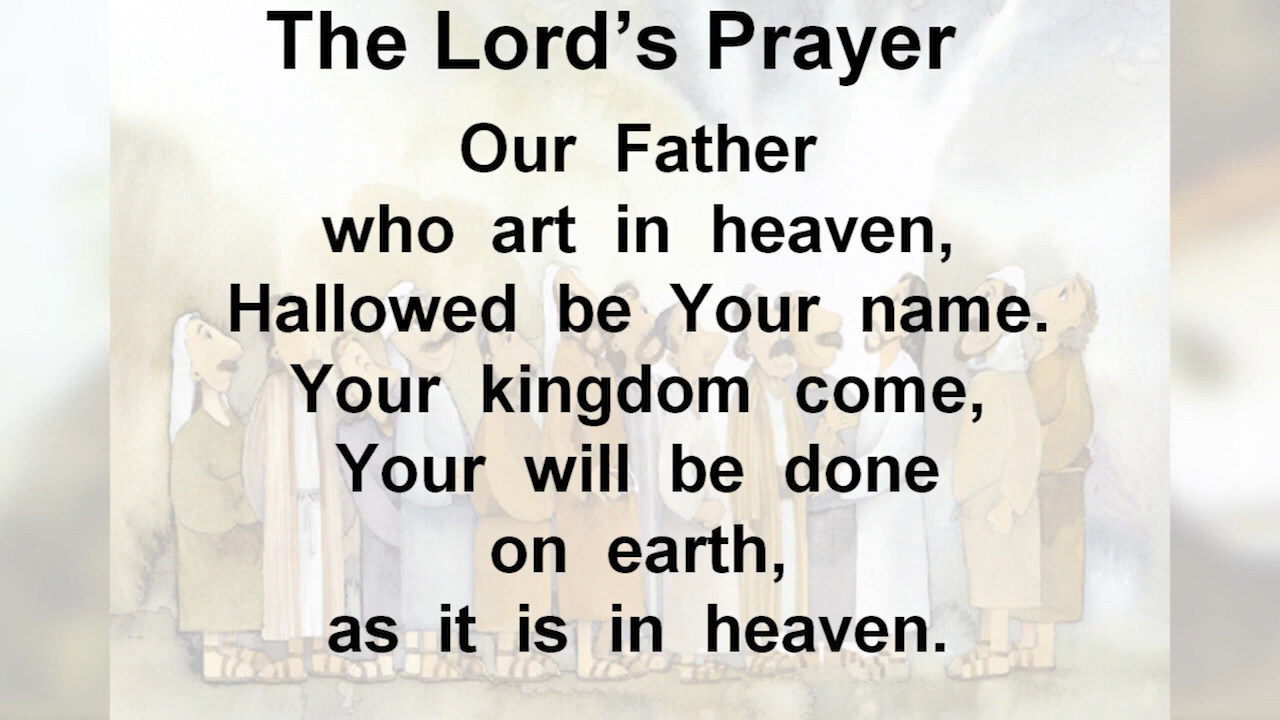 The Lord’s Prayer
Our Father
who art in heaven,
Hallowed be Your name.
Your kingdom come,
Your will be done
on earth,
as it is in heaven.